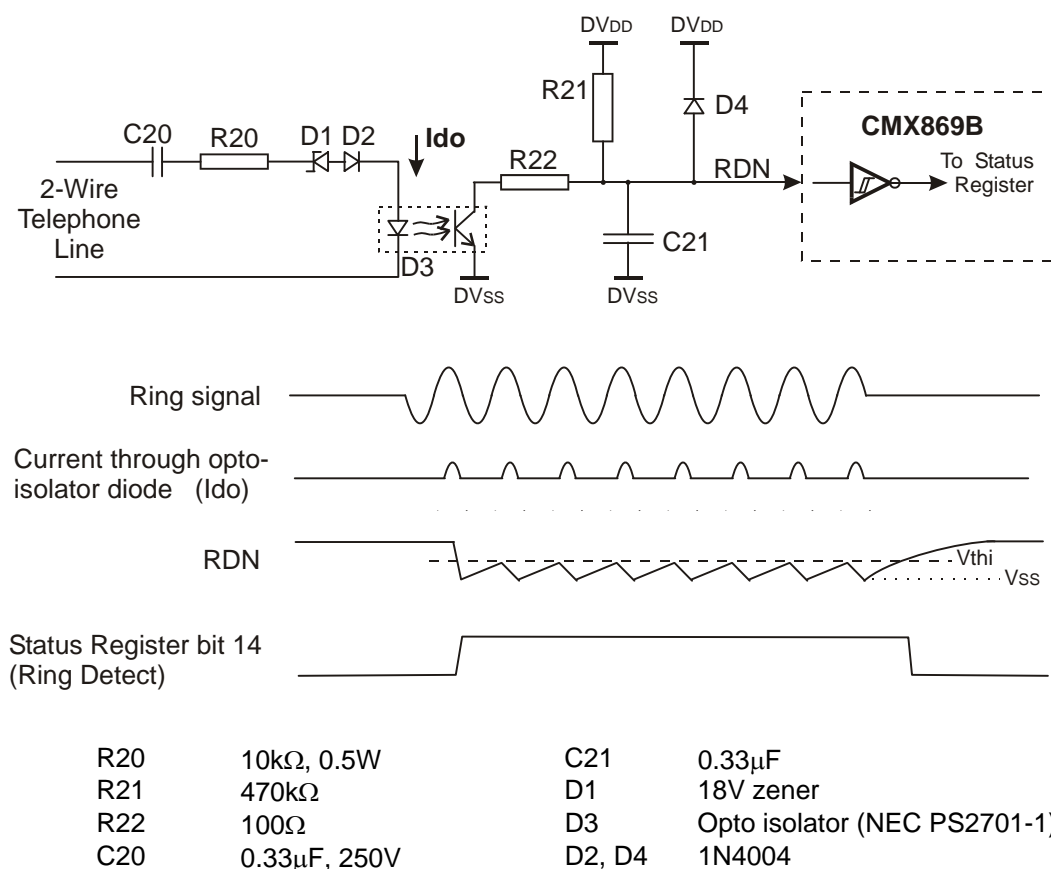 DVDD DVDD
R21
D4
C20 R20 D1 D2 Ido
R22
RDN
CMX869B
To Status
Register
2-Wire
Telephone
Line
D3
C21
DVSS
DVSS
Ring signal
Current through opto-
isolator diode (Ido)
RDN
Vthi
Vss
Status Register bit 14
(Ring Detect)
R20 10kΩ, 0.5W C21 0.33μF
R21 470kΩ D1 18V zener
R22 100Ω D3 Opto isolator (NEC PS2701-1)
C20 0.33μF, 250V D2, D4 1N4004